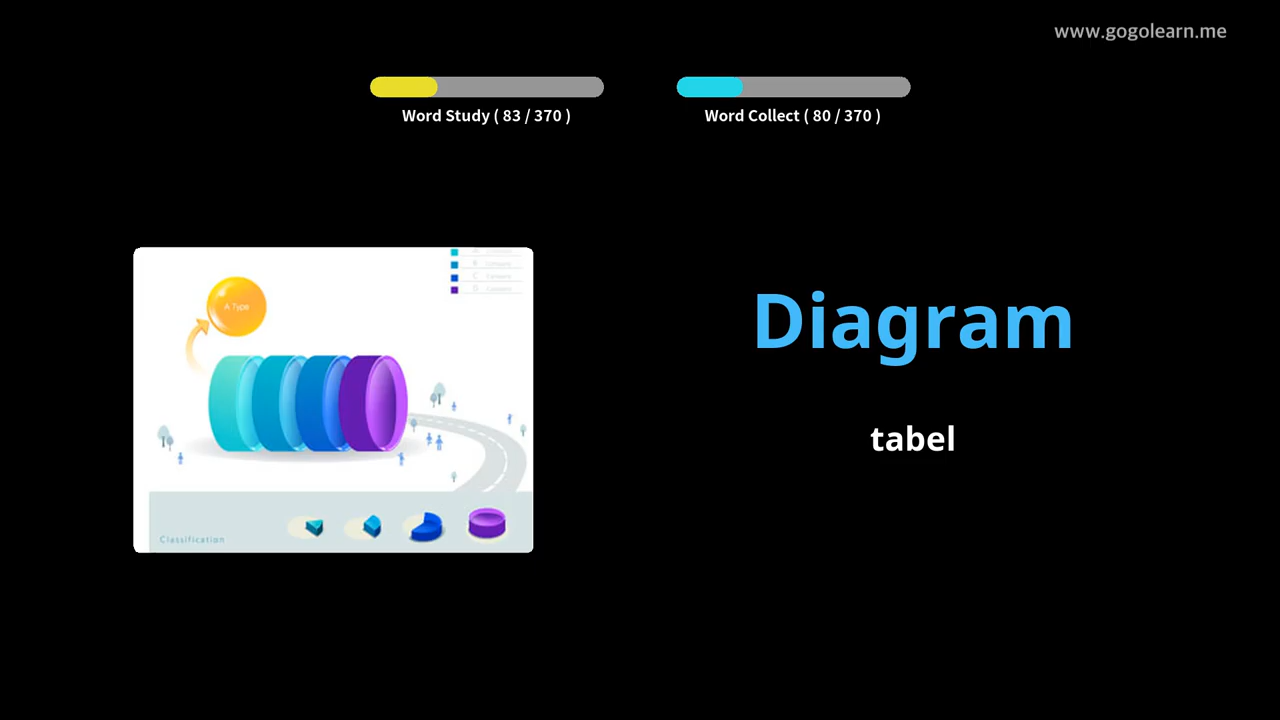 www.gogolearn.me
Word Study ( 83 / 370 )
Word Collect ( 80 / 370 )
A Type
C
Diagram
tabel
Classification